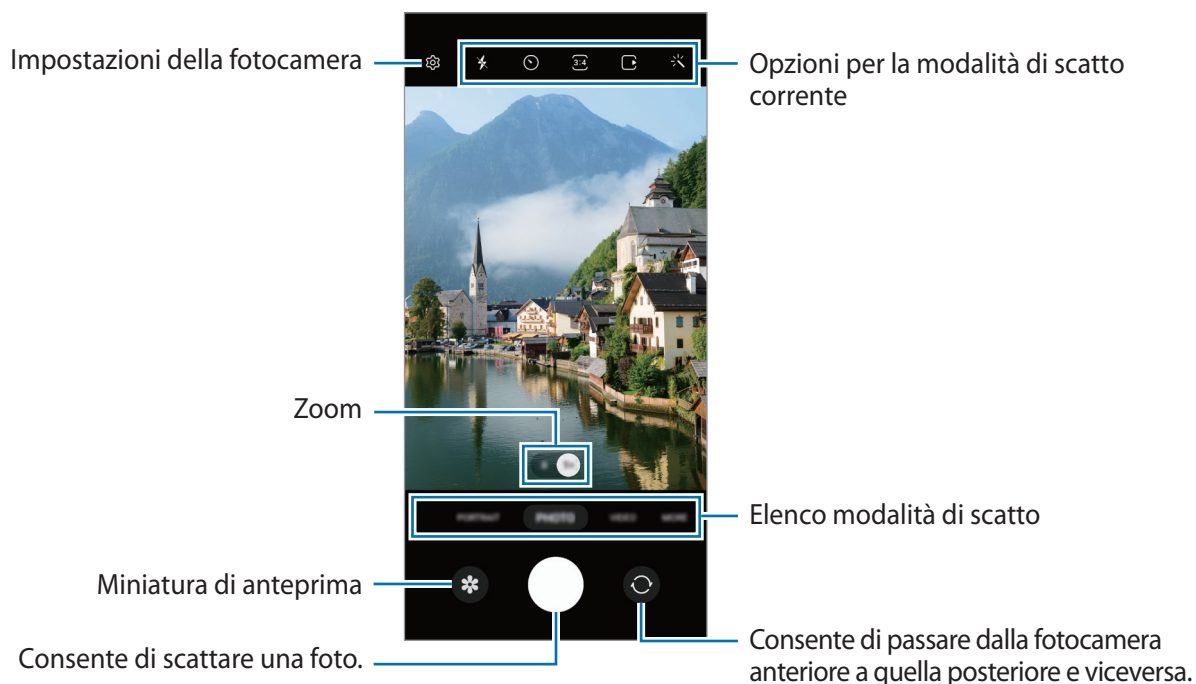 Impostazioni della fotocamera
3:4
Opzioni per la modalità di scatto
corrente
Zoom
PORTRAIT PHOTO VIDEO MORE
Elenco modalità di scatto
Miniatura di anteprima
Consente di scattare una foto.
Consente di passare dalla fotocamera
anteriore a quella posteriore e viceversa.